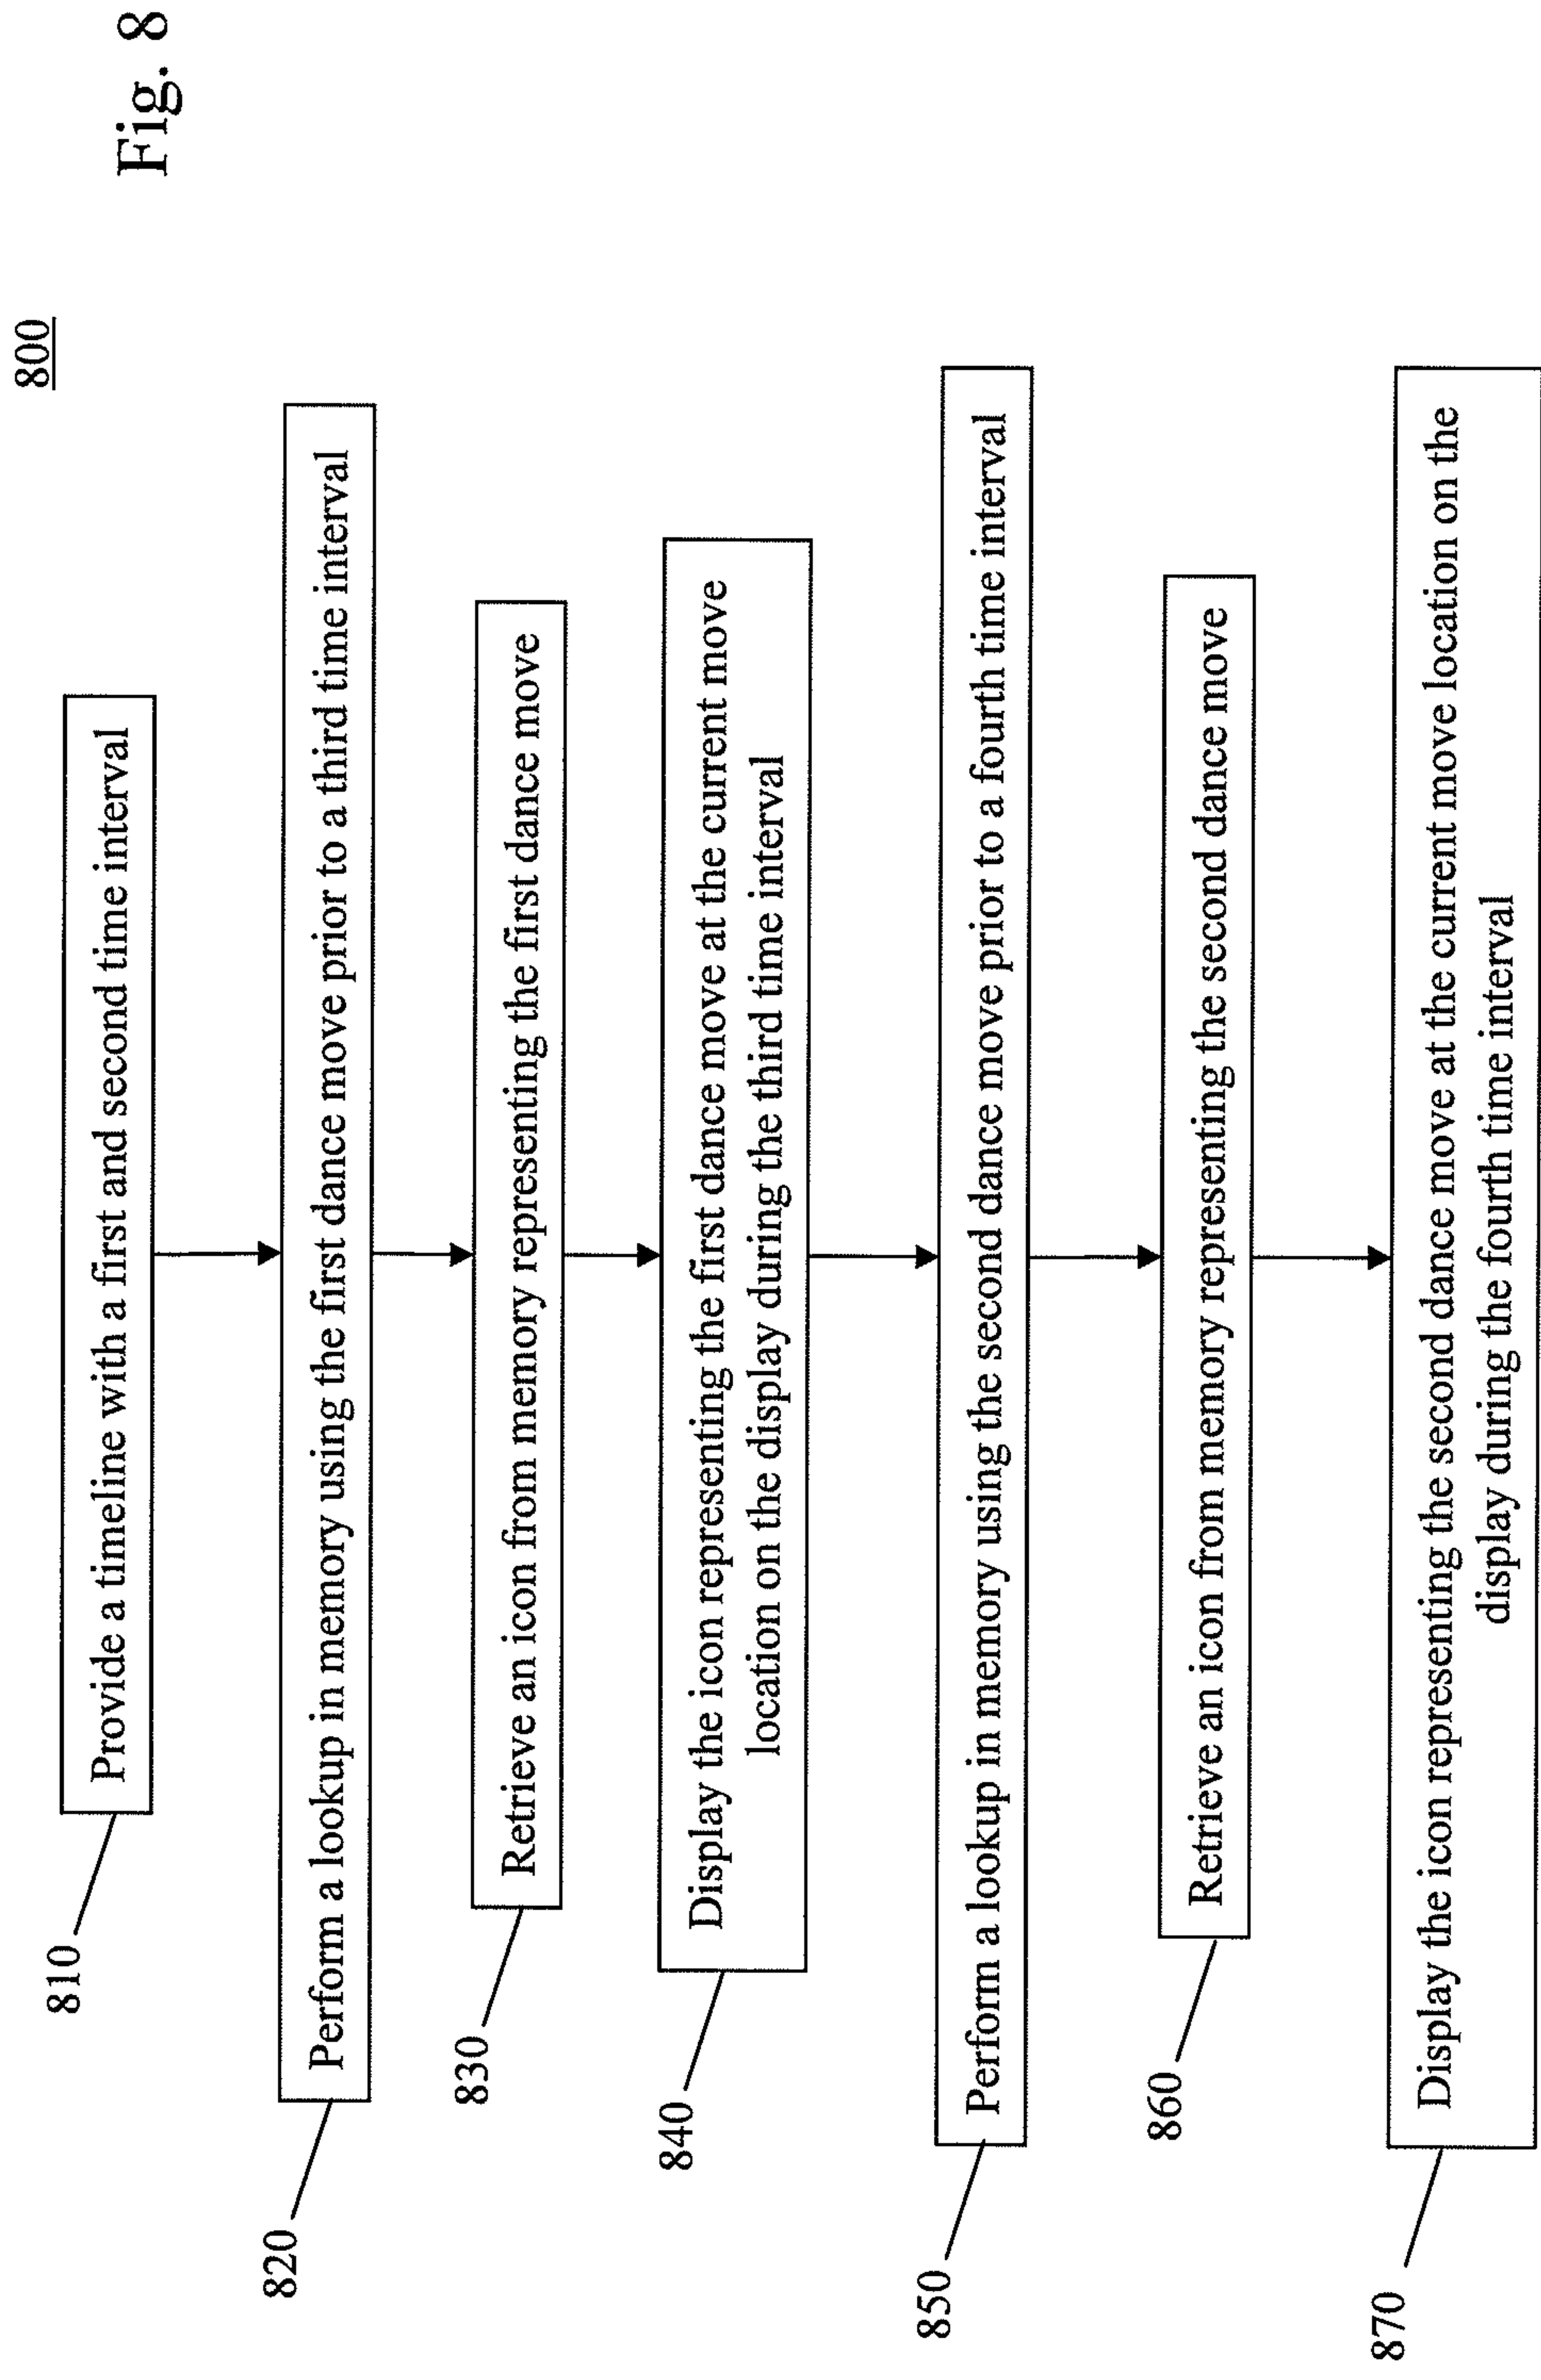 Fig. 8
800
810
Provide a timeline with a first and second time interval
820
Perform a lookup in memory using the first dance move prior to a third time interval
830
Retrieve an icon from memory representing the first dance move
840
Display the icon representing the first dance move at the current move
location on the display during the third time interval
850
Perform a lookup in memory using the second dance move prior to a fourth time interval
860
Retrieve an icon from memory representing the second dance move
870
Display the icon representing the second dance move at the current move location on the
display during the fourth time interval